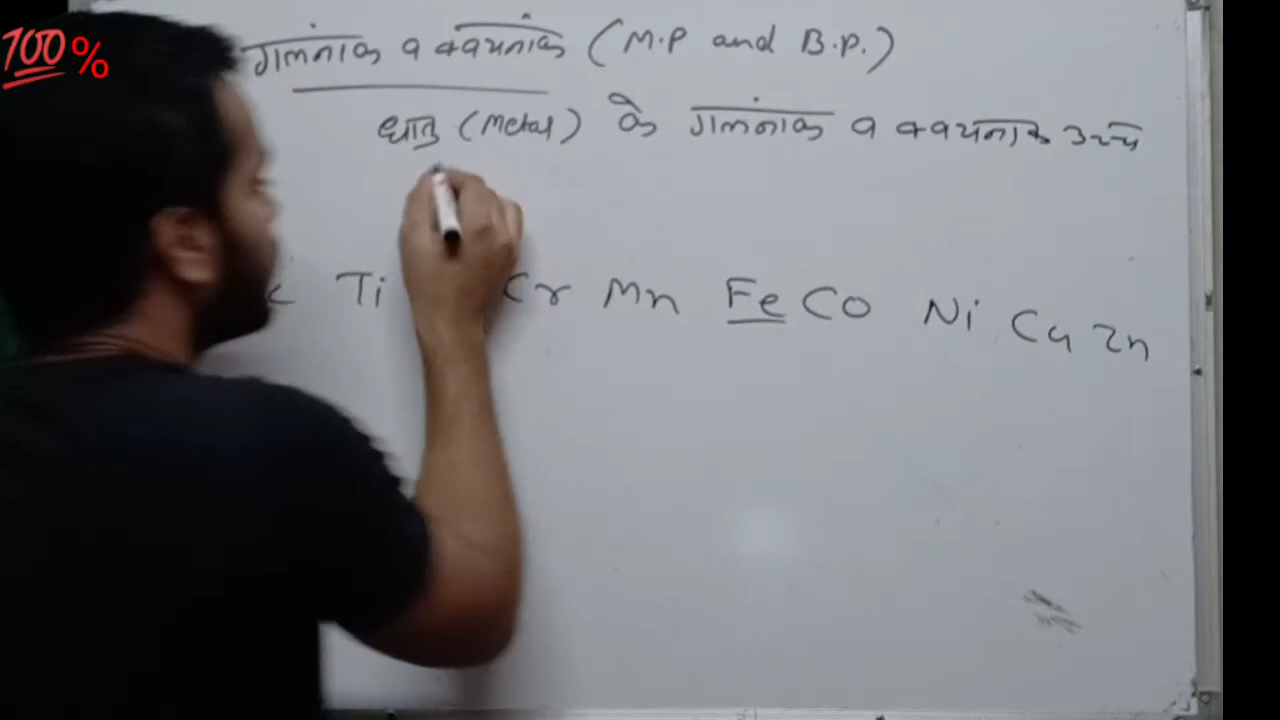 100%
गलनांक व क्वथनांक (M.P and B.P.)
धातु (Metal) के गलनांक व क्वथनांक उच्च
Ti Cr Mn Fe Co Ni Cu Zn